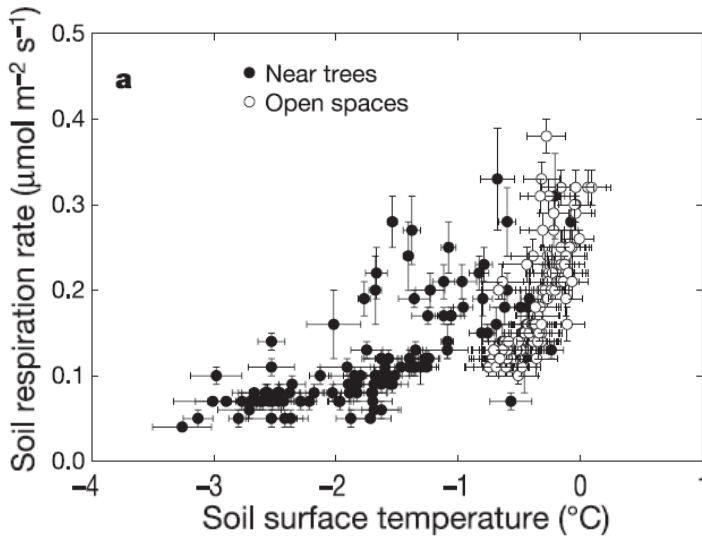 a
Near trees
Open spaces
Soil respiration rate (µmol m⁻² s⁻¹)
0.5
0.4
0.3
0.2
0.1
0.0
−4
−3
−2
−1
0
1
Soil surface temperature (°C)